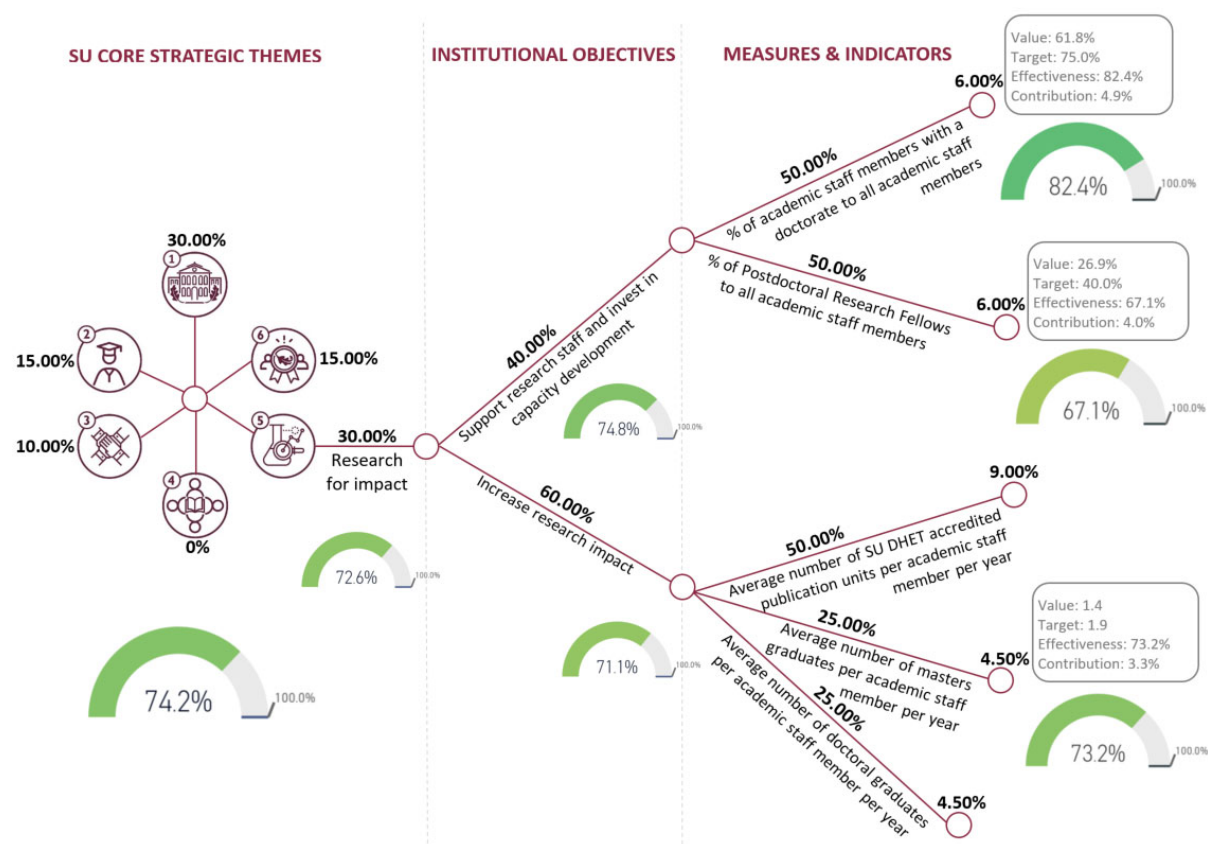 SU CORE STRATEGIC THEMES
INSTITUTIONAL OBJECTIVES
MEASURES & INDICATORS
30.00%
1
2
15.00%
6
15.00%
3
10.00%
5
4
0%
30.00%
Research
for impact
72.6%
100.0%
74.2%
100.0%
40.00%
Support research staff and invest in
capacity development
74.8%
100.0%
60.00%
Increase research impact
71.1%
100.0%
6.00%
50.00%
% of academic staff members with a
doctorate to all academic staff
members
Value: 61.8%
Target: 75.0%
Effectiveness: 82.4%
Contribution: 4.9%
82.4%
100.0%
50.00%
% of Postdoctoral Research Fellows
to all academic staff members
6.00%
Value: 26.9%
Target: 40.0%
Effectiveness: 67.1%
Contribution: 4.0%
67.1%
100.0%
9.00%
50.00%
Average number of SU DHET accredited
publication units per academic staff
member per year
25.00%
Average number of masters
graduates per academic staff
member per year
4.50%
Value: 1.4
Target: 1.9
Effectiveness: 73.2%
Contribution: 3.3%
73.2%
100.0%
25.00%
Average number of doctoral graduates
per academic staff member per year
4.50%